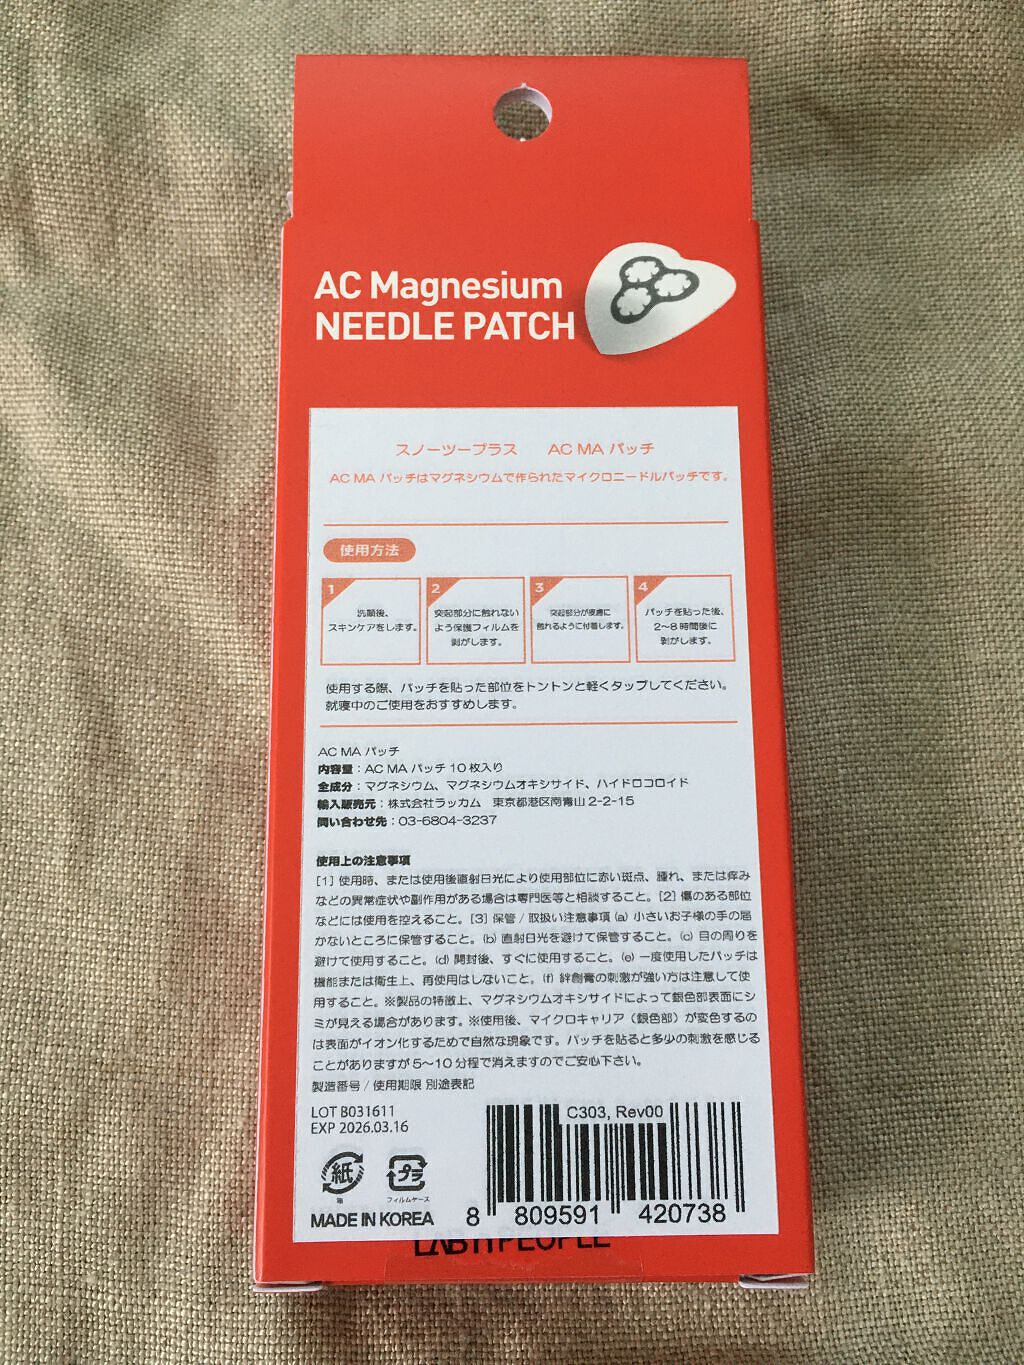 AC Magnesium
NEEDLE PATCH
スノーツープラス AC MA パッチ
AC MA パッチはマグネシウムで作られたマイクロニードルパッチです。
使用方法
1
洗顔後、
スキンケアをします。
2
突起部分に触れない
よう保護フィルムを
剥がします。
3
突起部分が皮膚に
触れるように付着します。
4
パッチを貼った後、
2〜8 時間後に
剥がします。
使用する際、パッチを貼った部位をトントンと軽くタップしてください。
就寝中のご使用をおすすめします。
AC MA パッチ
内容量：AC MA パッチ 10 枚入り
全成分：マグネシウム、マグネシウムオキシサイド、ハイドロコロイド
輸入販売元：株式会社ラッカム 東京都港区南青山 2-2-15
問い合わせ先：03-6804-3237
使用上の注意事項
[1] 使用時、または使用後直射日光により使用部位に赤い斑点、腫れ、または痒み
などの異常症状や副作用がある場合は専門医等と相談すること。[2] 傷のある部位
などには使用を控えること。[3] 保管 / 取扱い注意事項 (a) 小さいお子様の手の届
かないところに保管すること。(b) 直射日光を避けて保管すること。(c) 目の周りを
避けて使用すること。(d) 開封後、すぐに使用すること。(e) 一度使用したパッチは
機能または衛生上、再使用はしないこと。(f) 絆創膏の刺激が強い方は注意して使
用すること。※製品の特徴上、マグネシウムオキシサイドによって銀色部表面にシ
ミが見える場合があります。※使用後、マイクロキャリア（銀色部）が変色するの
は表面がイオン化するためで自然な現象です。パッチを貼ると多少の刺激を感じる
ことがありますが 5〜10 分程で消えますのでご安心下さい。
製造番号 / 使用期限 別途表記
LOT B031611
EXP 2026.03.16
C303, Rev00
紙
箱
プラ
フィルムケース
MADE IN KOREA
8 809591 420738